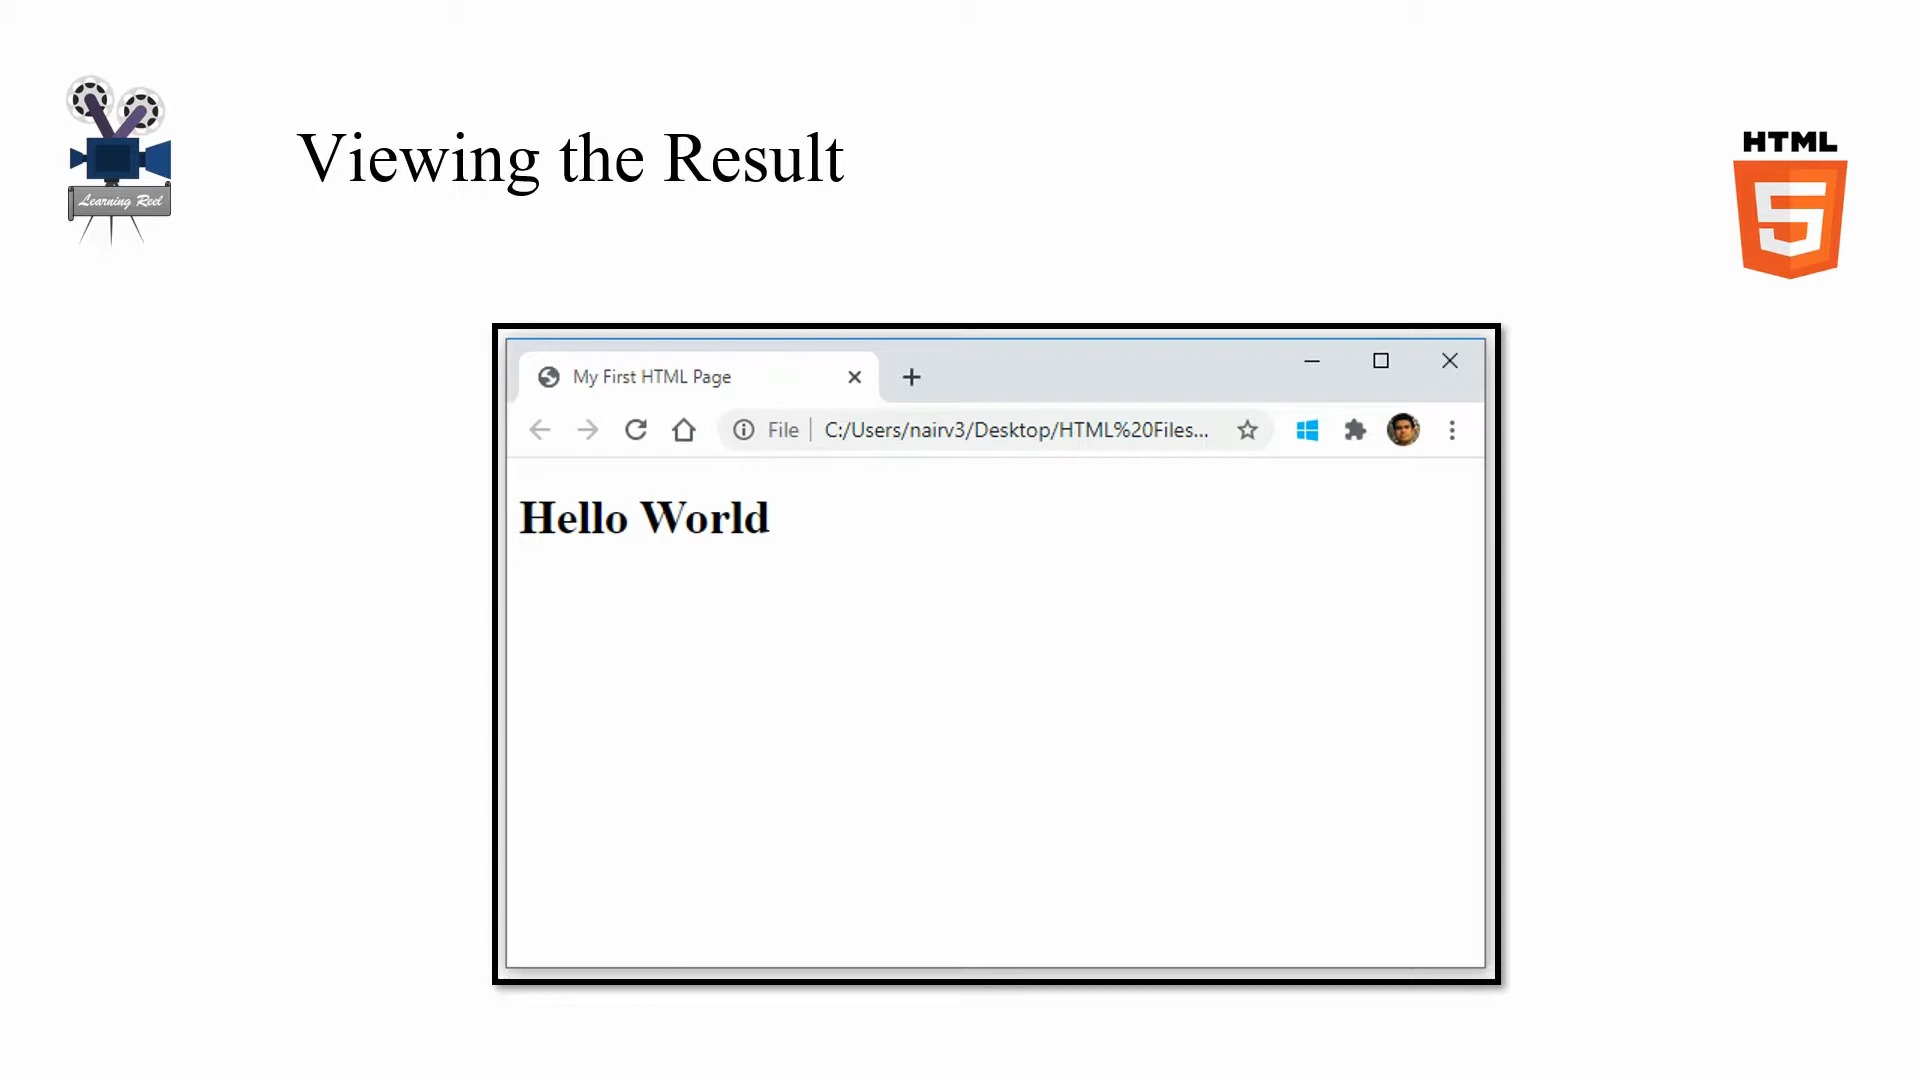 Viewing the Result
Learning Reel
HTML
5
My First HTML Page
File
C:/Users/nairv3/Desktop/HTML%20Files...
Hello World